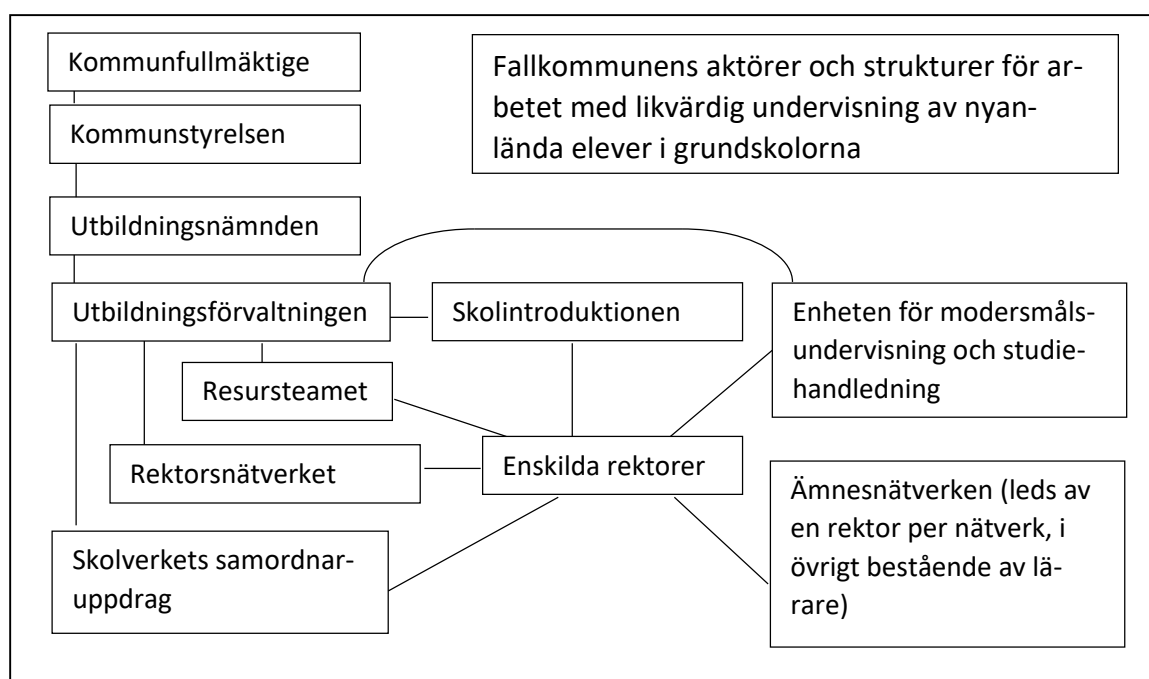 Kommunfullmäktige
Fallkommunens aktörer och strukturer för ar-
betet med likvärdig undervisning av nyan-
lända elever i grundskolorna
Kommunstyrelsen
Utbildningsnämnden
Utbildningsförvaltningen
Skolintroduktionen
Enheten för modersmåls-
undervisning och studie-
handledning
Resursteamet
Rektorsnätverket
Enskilda rektorer
Ämnesnätverken (leds av
en rektor per nätverk, i
övrigt bestående av lä-
rare)
Skolverkets samordnar-
uppdrag